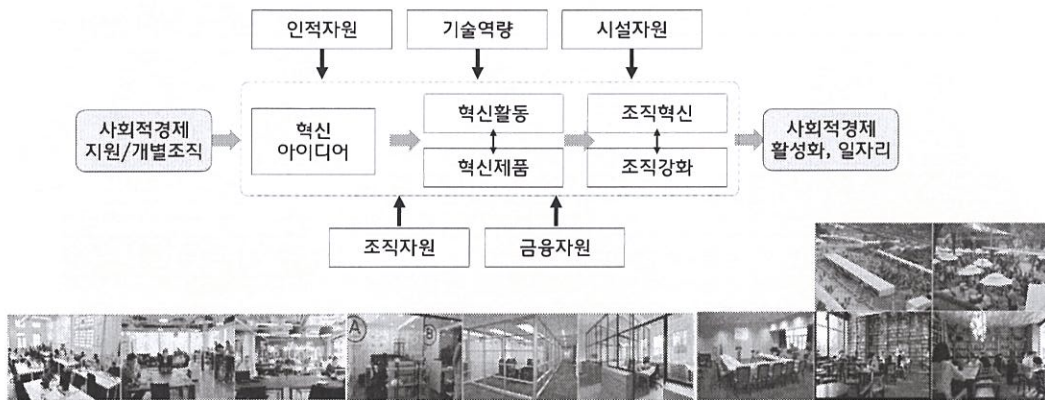 인적자원
기술역량
시설자원
사회적경제
지원/개별조직
혁신
아이디어
혁신활동
혁신제품
조직혁신
조직강화
사회적경제
활성화, 일자리
조직자원
금융자원
A
B